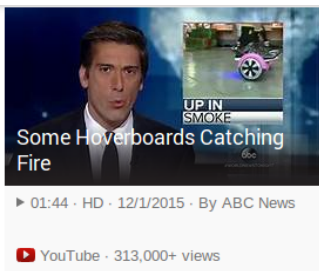 UP IN
SMOKE
abc
Some Hoverboards Catching
Fire
01:44 · HD · 12/1/2015 · By ABC News
YouTube · 313,000+ views